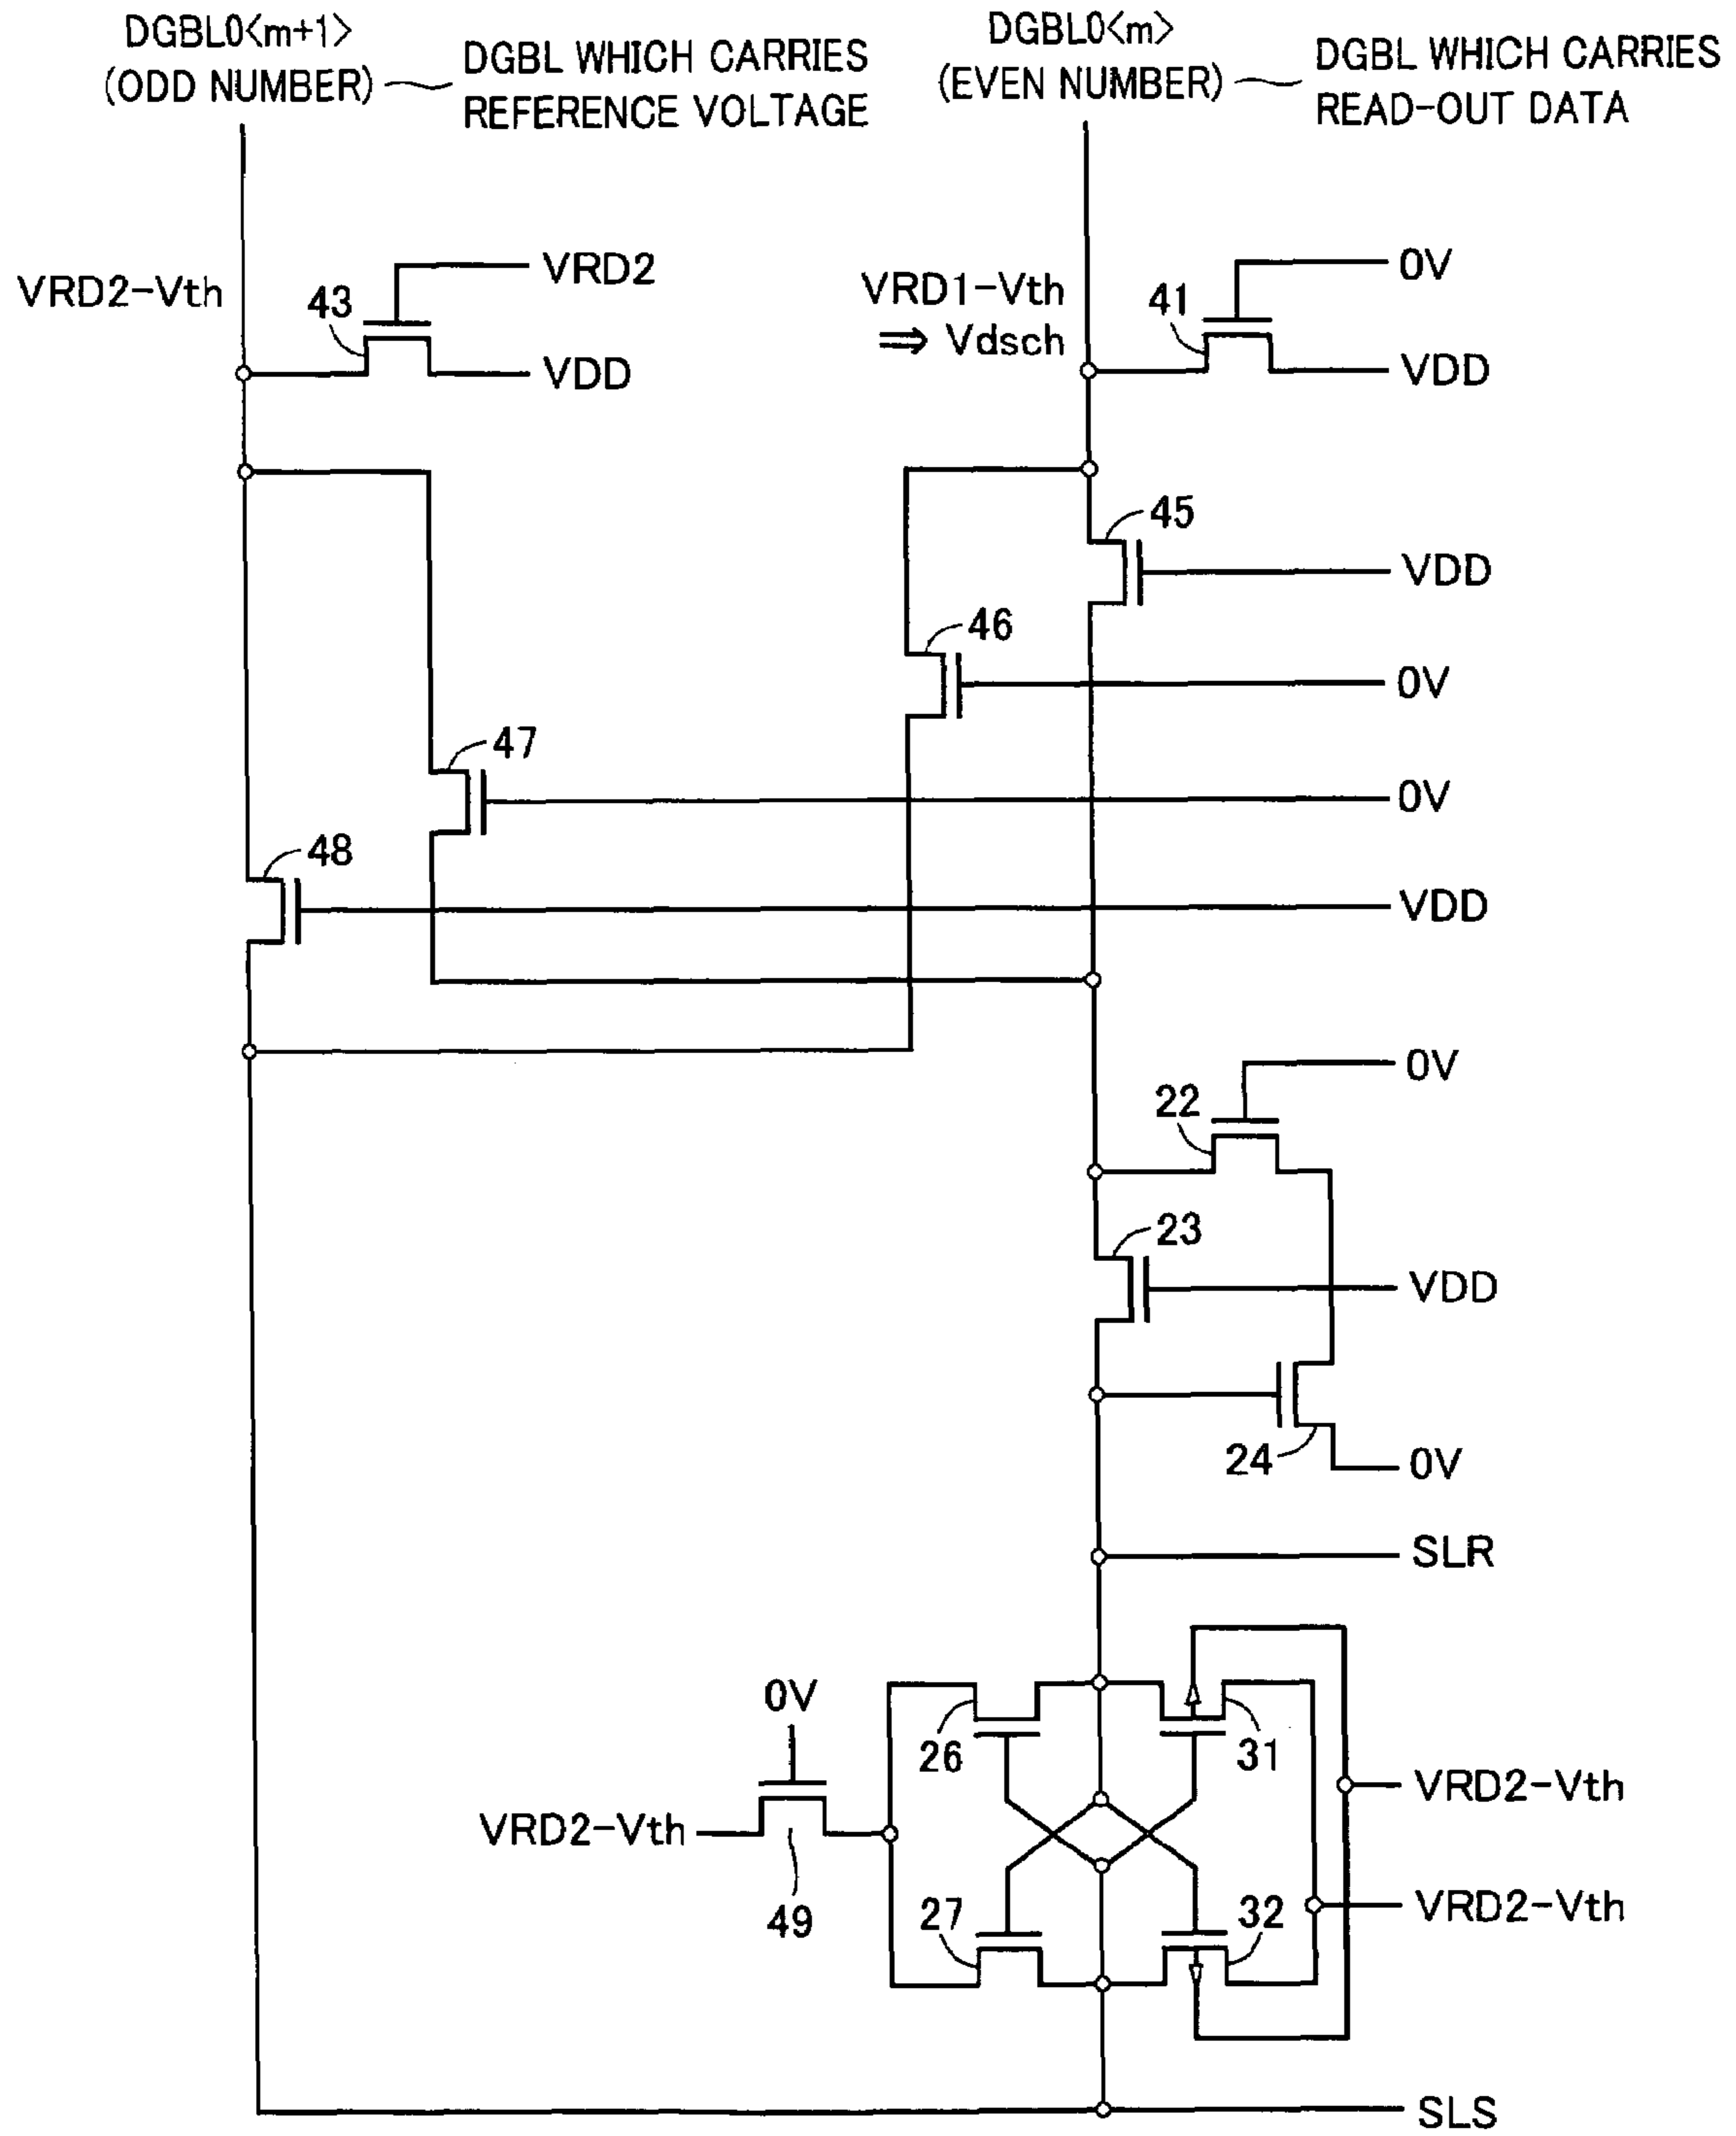 DGBL0<m+1>
(ODD NUMBER)
DGBL WHICH CARRIES
REFERENCE VOLTAGE
DGBL0<m>
(EVEN NUMBER)
DGBL WHICH CARRIES
READ-OUT DATA
VRD2-Vth
43
VRD2
VDD
VRD1-Vth
⇒ Vdsch
41
0V
VDD
45
VDD
46
0V
47
0V
48
VDD
0V
22
23
VDD
24
0V
SLR
0V
26
31
VRD2-Vth
VRD2-Vth
49
27
32
VRD2-Vth
SLS